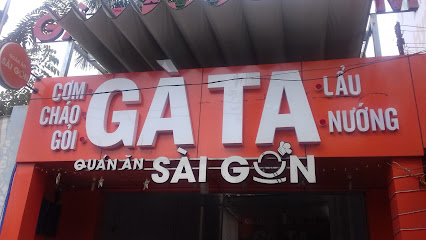 CƠM
CHÁO
GỎI
GÀ TA
LẨU
NƯỚNG
QUÁN ĂN
SÀI GÒN